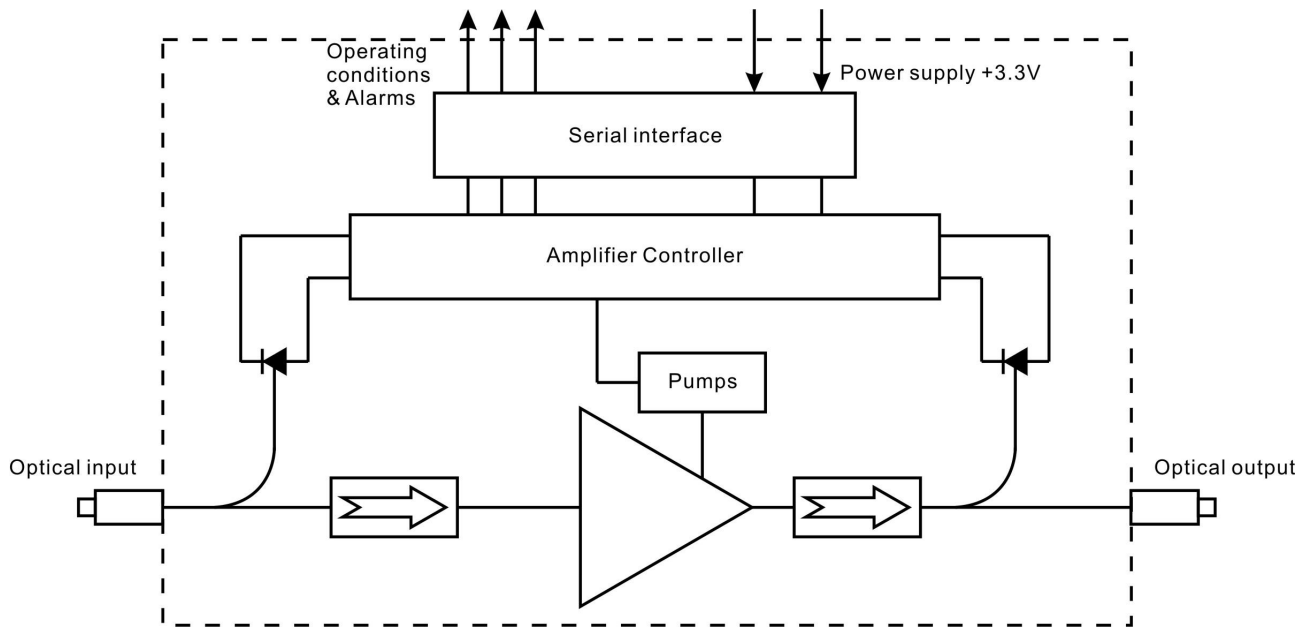 Operating
conditions
& Alarms
Power supply +3.3V
Serial interface
Amplifier Controller
Pumps
Optical input
Optical output